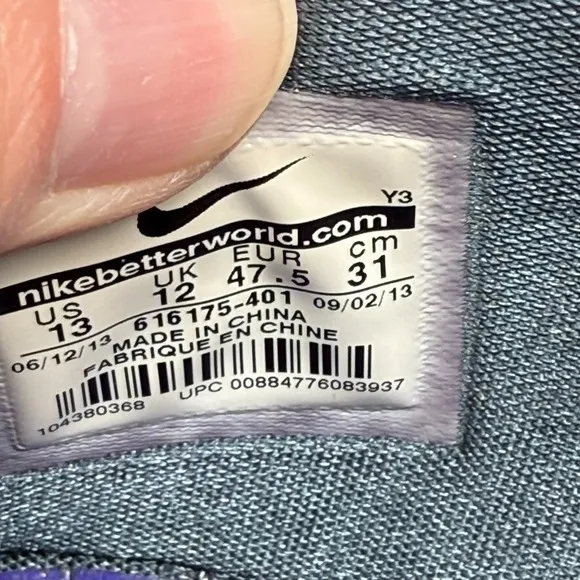 Y3
nikebetterworld.com
US UK EUR cm
13 12 47.5 31
616175-401
06/12/13 09/02/13
MADE IN CHINA
FABRIQUE EN CHINE
104380368 UPC 00884776083937